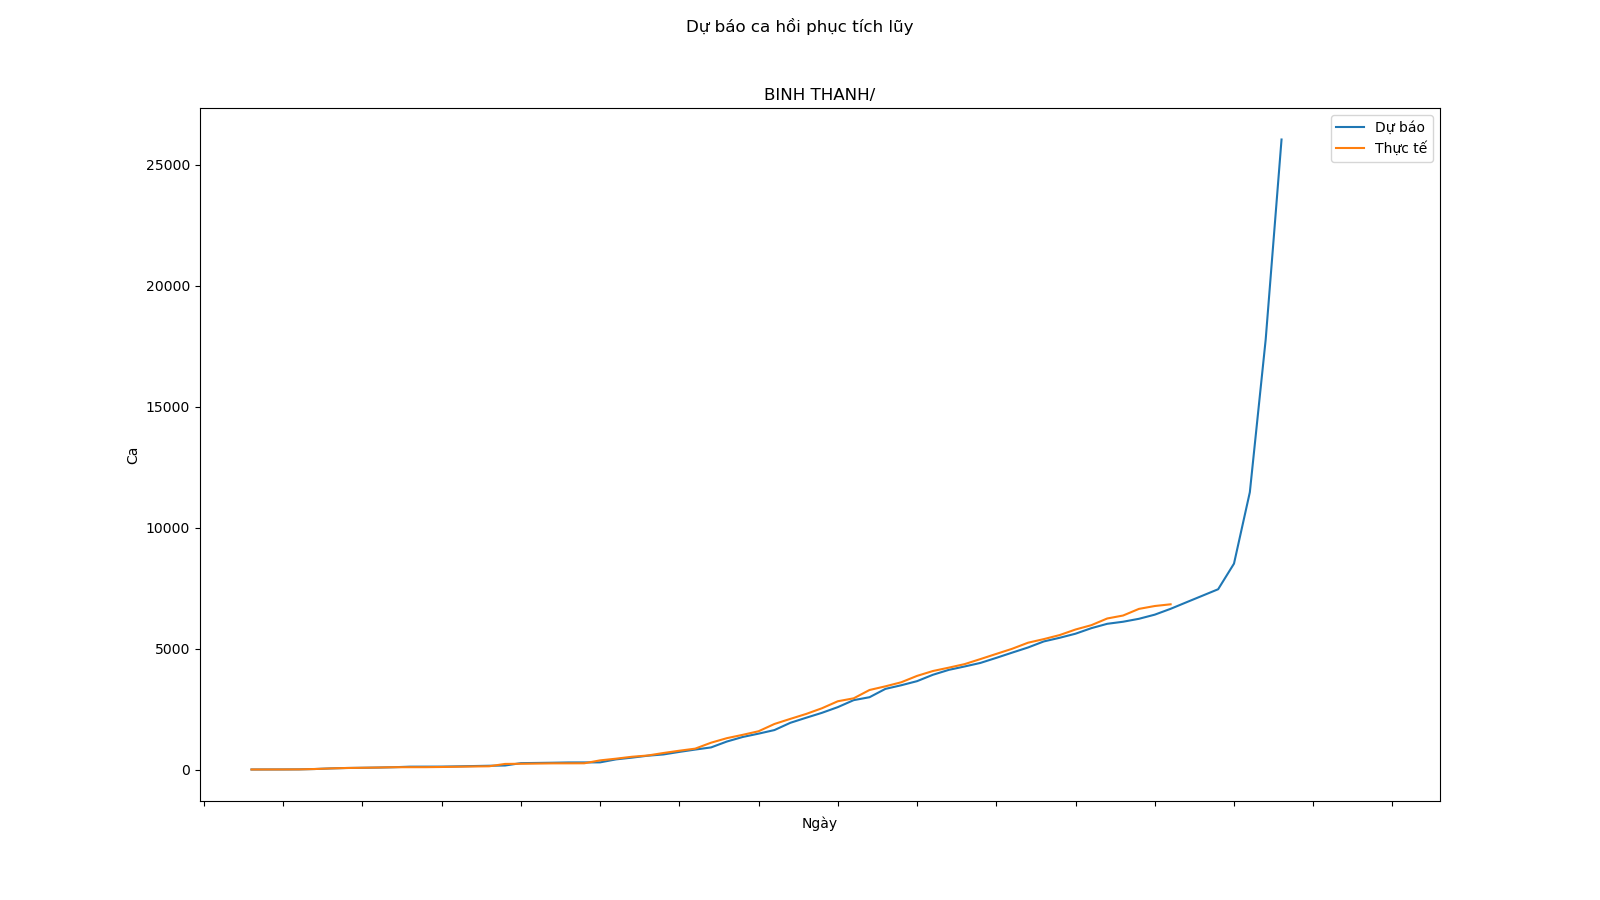 Dự báo ca hồi phục tích lũy
BINH THANH/
Dự báo
Thực tế
25000
20000
15000
10000
5000
0
Ca
Ngày